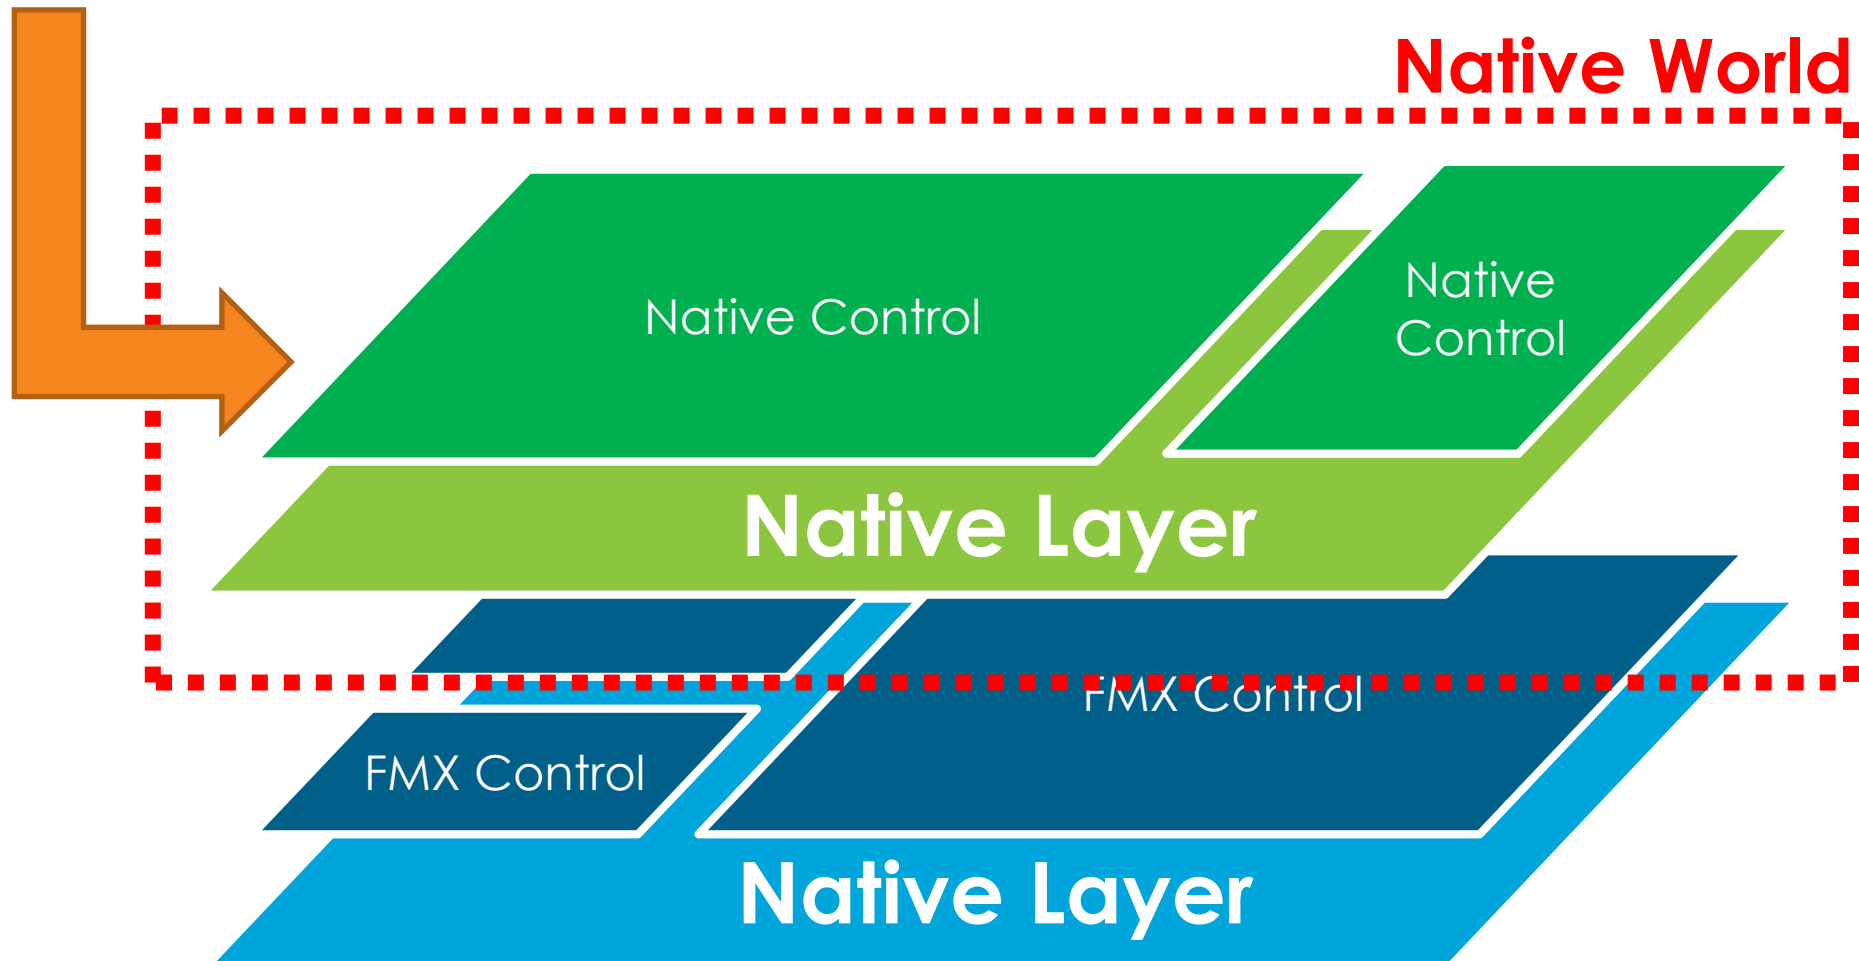 Native World
Native Control
Native
Control
Native Layer
FMX Control
FMX Control
Native Layer